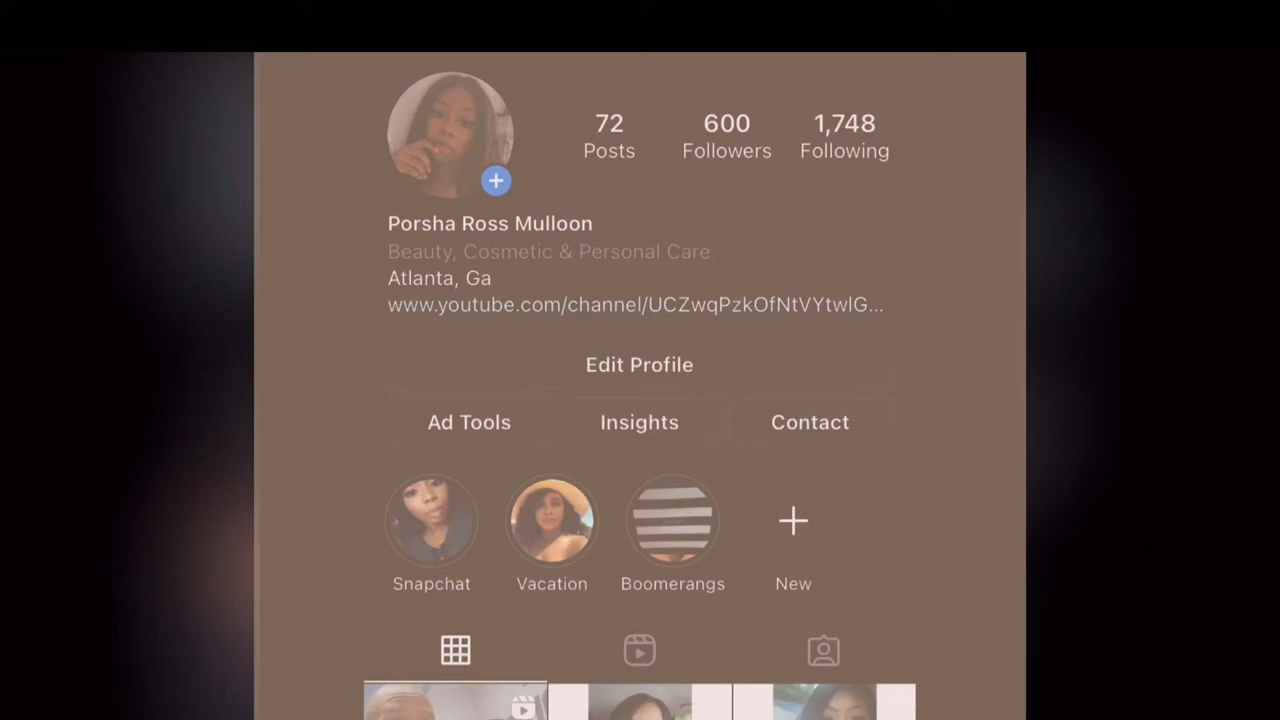 72 600 1,748
Posts Followers Following
Porsha Ross Mulloon
Beauty, Cosmetic & Personal Care
Atlanta, Ga
www.youtube.com/channel/UCZwqPzkOfNtVYtwlG...
Edit Profile
Ad Tools Insights Contact
Snapchat Vacation Boomerangs New